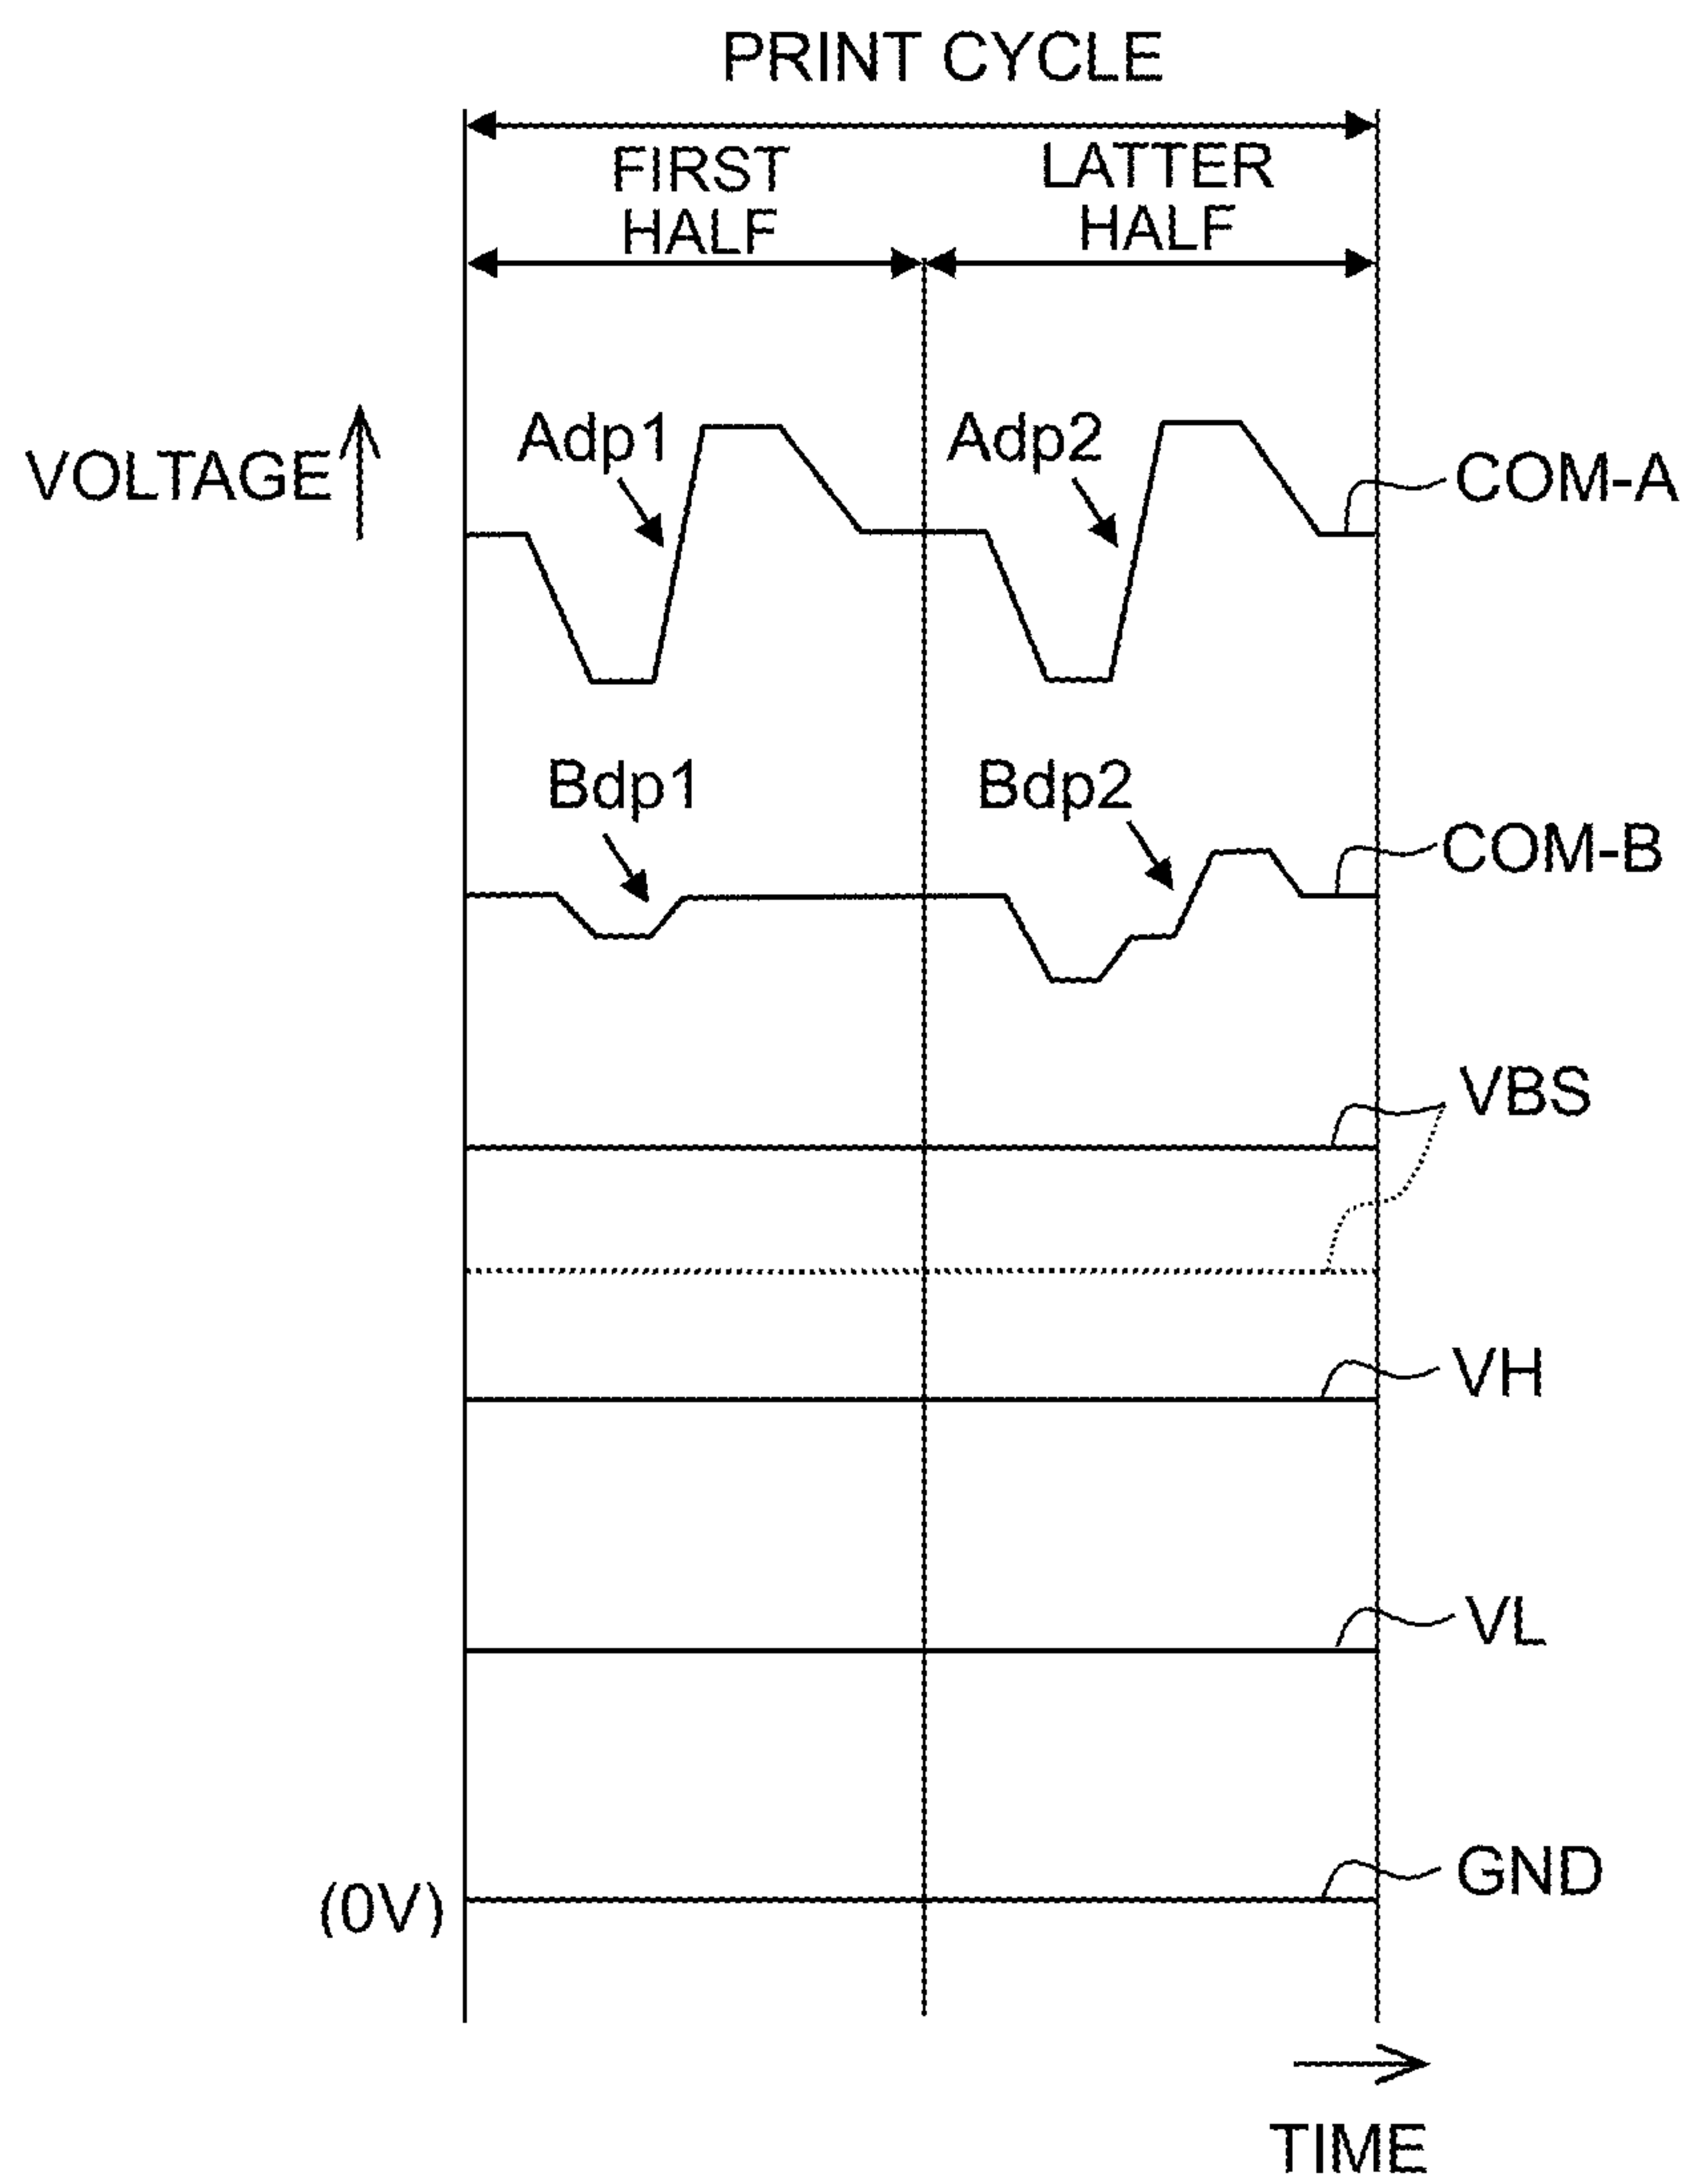 PRINT CYCLE
FIRST
HALF
LATTER
HALF
VOLTAGE
Adp1
Adp2
COM-A
Bdp1
Bdp2
COM-B
VBS
VH
VL
GND
(0V)
TIME